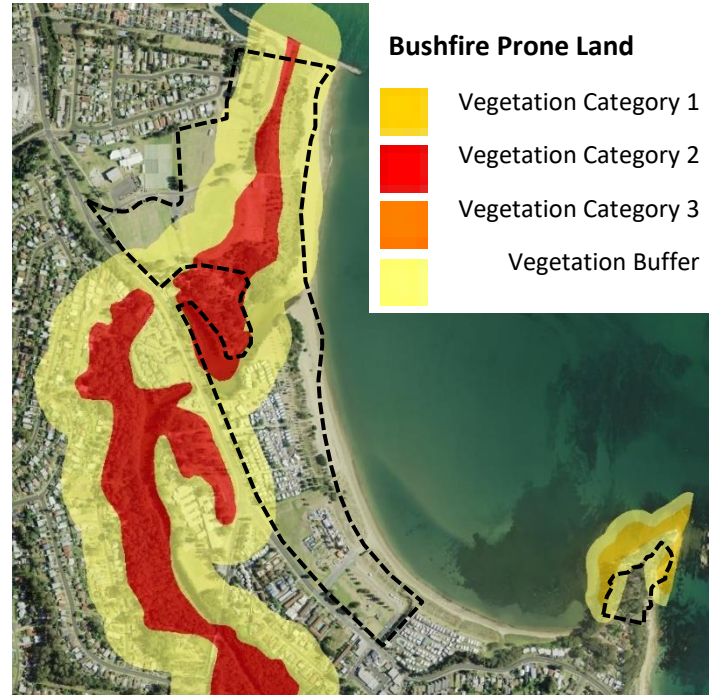 Bushfire Prone Land
Vegetation Category 1
Vegetation Category 2
Vegetation Category 3
Vegetation Buffer